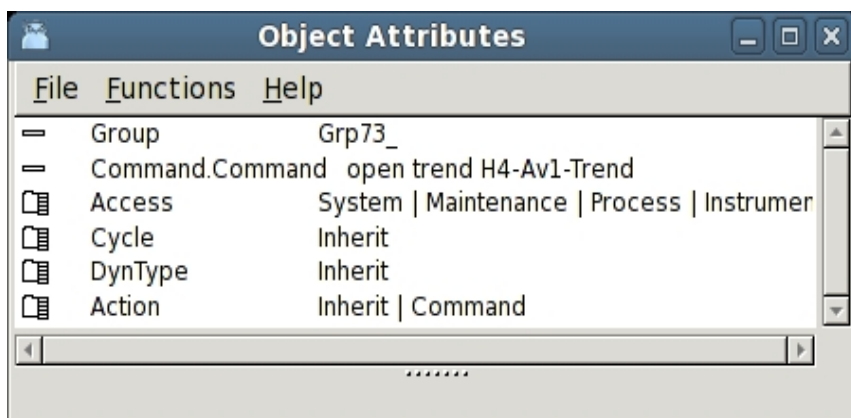 Object Attributes
File Functions Help
Group Grp73_
Command.Command open trend H4-Av1-Trend
Access System | Maintenance | Process | Instrumen
Cycle Inherit
DynType Inherit
Action Inherit | Command